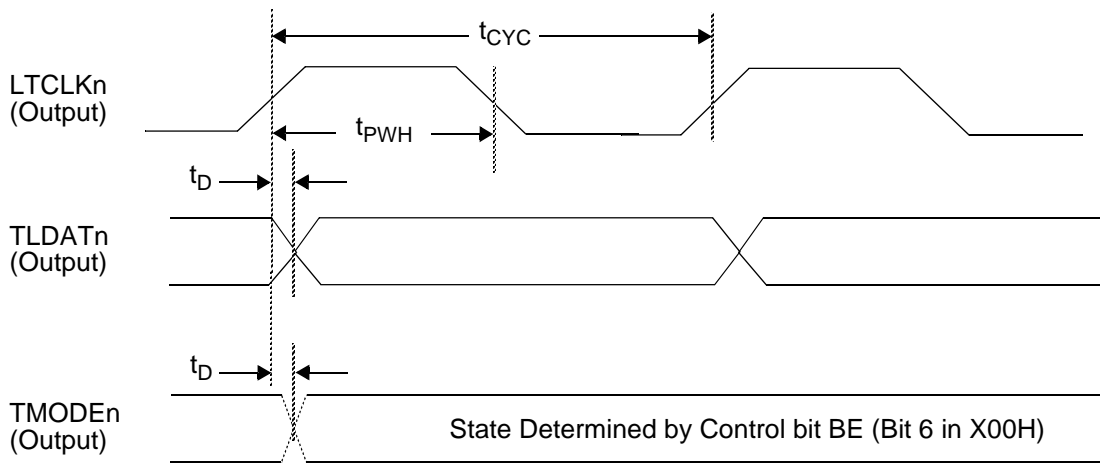 tCYC
LTCLKn
(Output)
tPWH
tD
TLDATn
(Output)
tD
TMODEn
(Output)
State Determined by Control bit BE (Bit 6 in X00H)